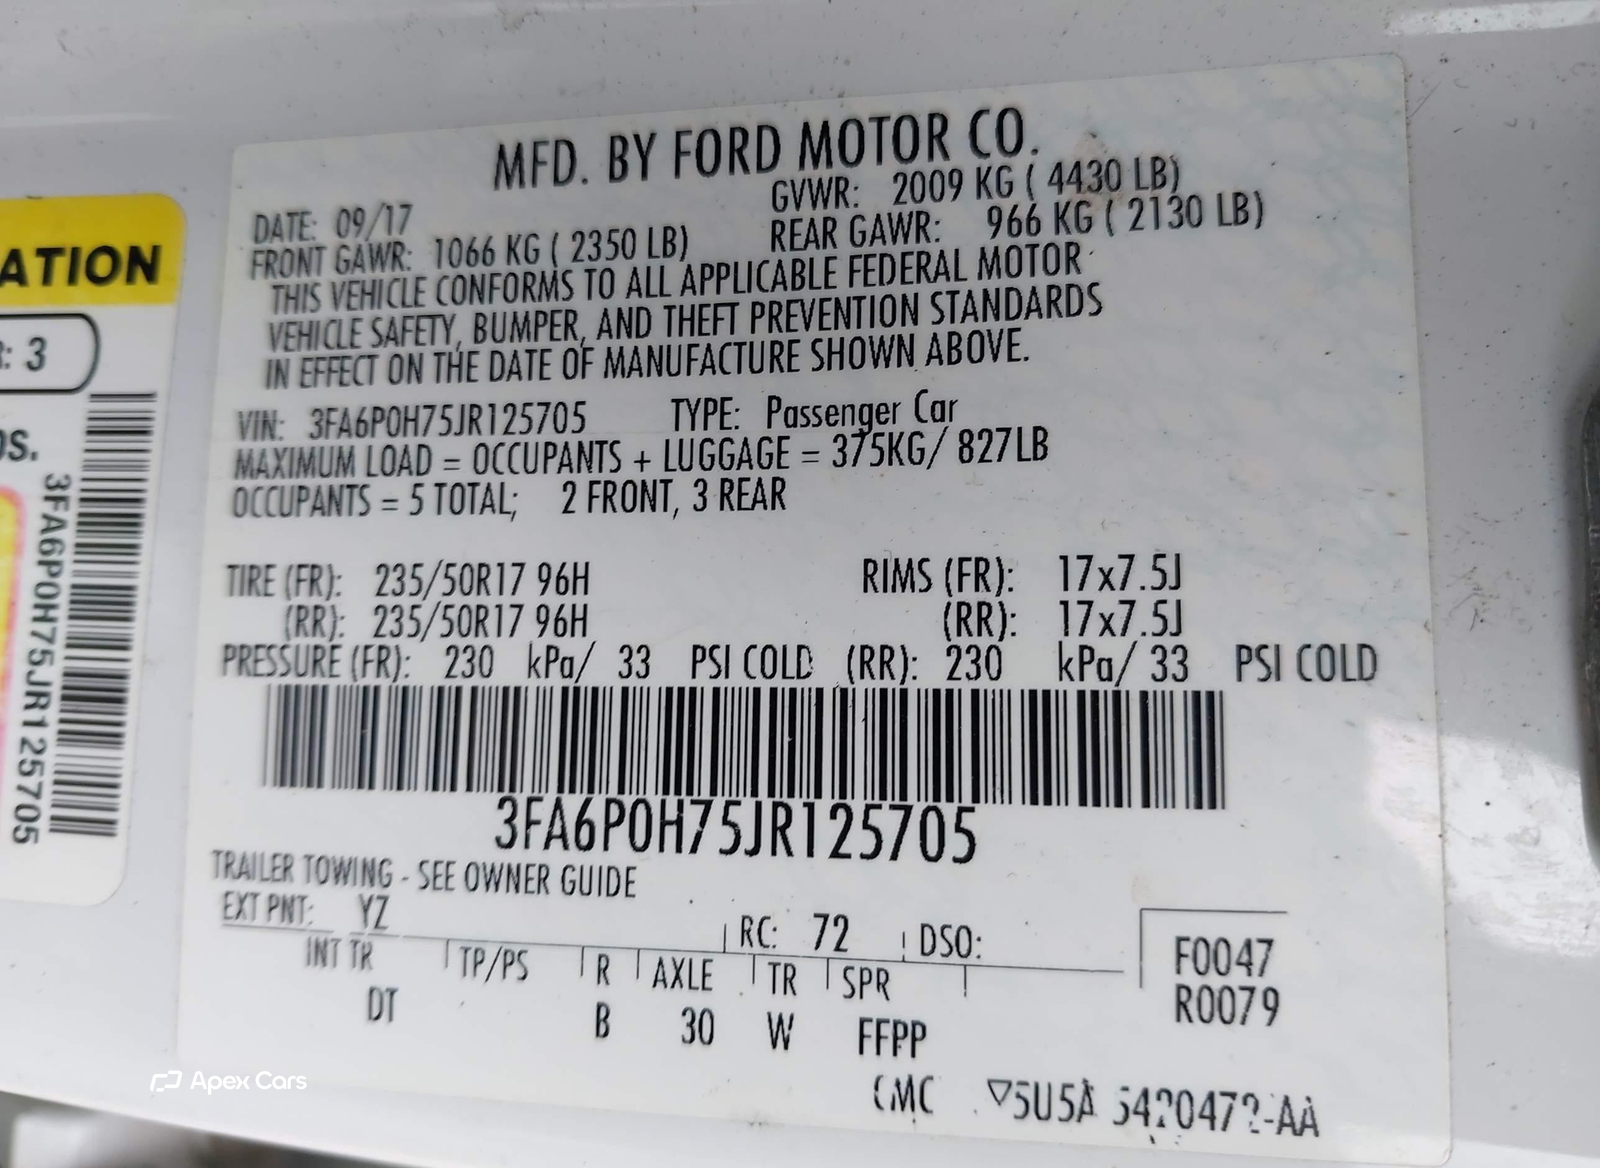 MFD. BY FORD MOTOR CO.
DATE: 09/17 GVWR: 2009 KG ( 4430 LB)
FRONT GAWR: 1066 KG ( 2350 LB) REAR GAWR: 966 KG ( 2130 LB)
THIS VEHICLE CONFORMS TO ALL APPLICABLE FEDERAL MOTOR
VEHICLE SAFETY, BUMPER, AND THEFT PREVENTION STANDARDS
IN EFFECT ON THE DATE OF MANUFACTURE SHOWN ABOVE.
VIN: 3FA6P0H75JR125705 TYPE: Passenger Car
MAXIMUM LOAD = OCCUPANTS + LUGGAGE = 375KG/ 827LB
OCCUPANTS = 5 TOTAL; 2 FRONT, 3 REAR
TIRE (FR): 235/50R17 96H RIMS (FR): 17x7.5J
(RR): 235/50R17 96H (RR): 17x7.5J
PRESSURE (FR): 230 kPa/ 33 PSI COLD (RR): 230 kPa/ 33 PSI COLD
3FA6P0H75JR125705
TRAILER TOWING - SEE OWNER GUIDE
EXT PNT: YZ RC: 72 DSO:
INT TR TP/PS R AXLE TR SPR
DT B 30 W FFPP
F0047
R0079
ATION
: 3
3FA6P0H75JR125705
Apex Cars